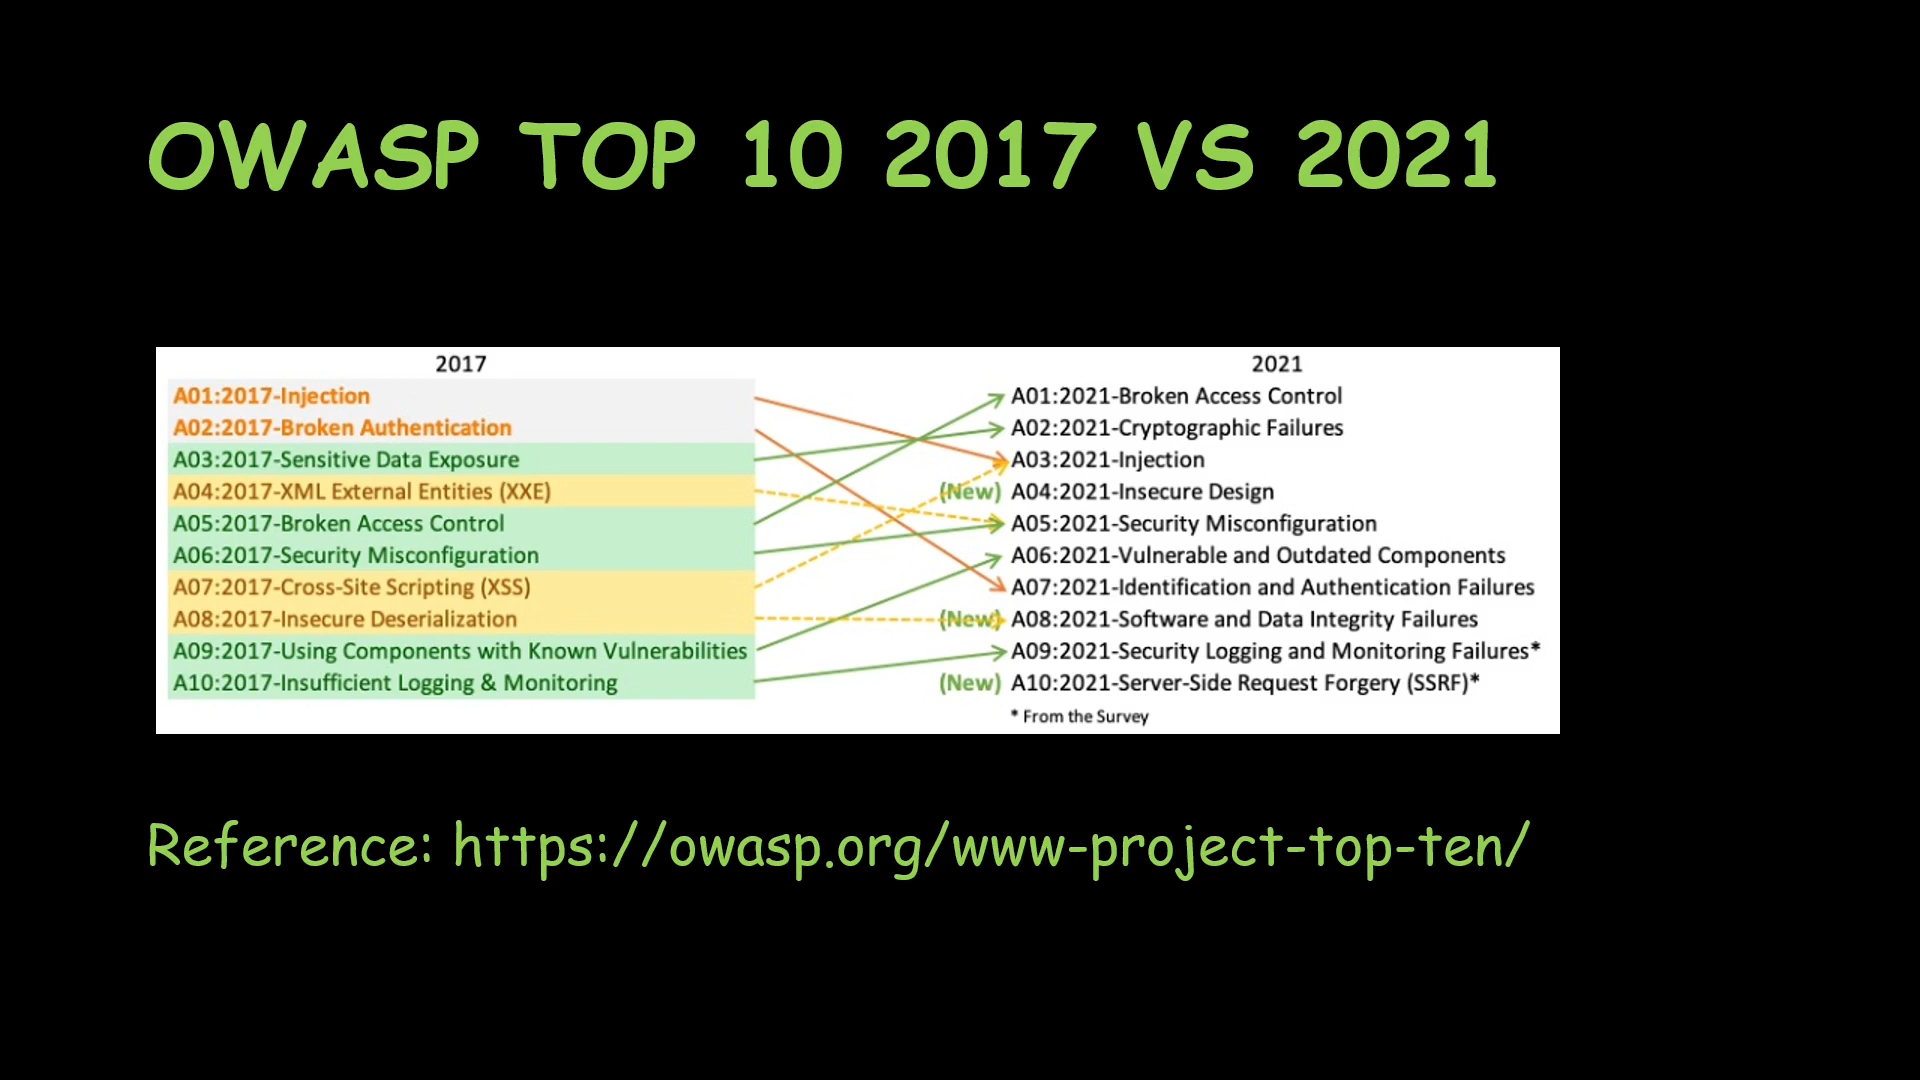 OWASP TOP 10 2017 VS 2021
2017
A01:2017-Injection
A02:2017-Broken Authentication
A03:2017-Sensitive Data Exposure
A04:2017-XML External Entities (XXE)
A05:2017-Broken Access Control
A06:2017-Security Misconfiguration
A07:2017-Cross-Site Scripting (XSS)
A08:2017-Insecure Deserialization
A09:2017-Using Components with Known Vulnerabilities
A10:2017-Insufficient Logging & Monitoring
2021
A01:2021-Broken Access Control
A02:2021-Cryptographic Failures
A03:2021-Injection
(New) A04:2021-Insecure Design
A05:2021-Security Misconfiguration
A06:2021-Vulnerable and Outdated Components
A07:2021-Identification and Authentication Failures
(New) A08:2021-Software and Data Integrity Failures
A09:2021-Security Logging and Monitoring Failures*
(New) A10:2021-Server-Side Request Forgery (SSRF)*
* From the Survey
Reference: https://owasp.org/www-project-top-ten/